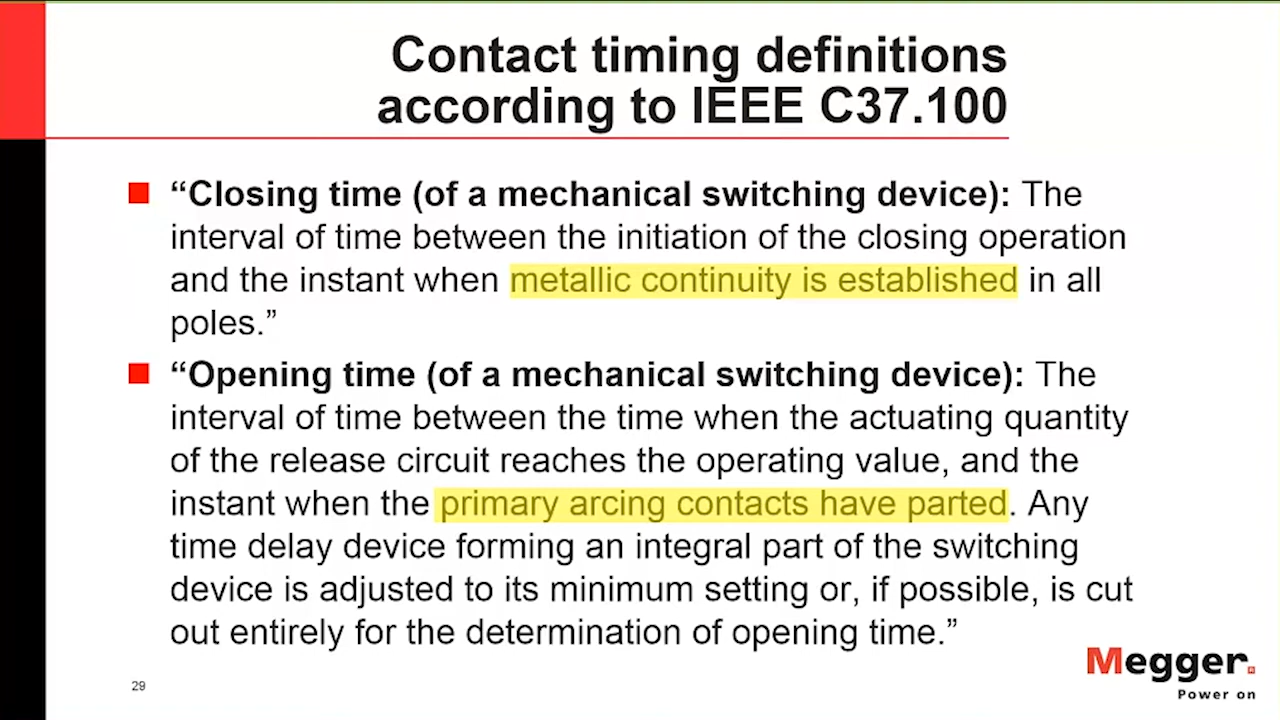 Contact timing definitions
according to IEEE C37.100
“Closing time (of a mechanical switching device): The
interval of time between the initiation of the closing operation
and the instant when metallic continuity is established in all
poles.”
“Opening time (of a mechanical switching device): The
interval of time between the time when the actuating quantity
of the release circuit reaches the operating value, and the
instant when the primary arcing contacts have parted. Any
time delay device forming an integral part of the switching
device is adjusted to its minimum setting or, if possible, is cut
out entirely for the determination of opening time.”
Megger.
Power on
29